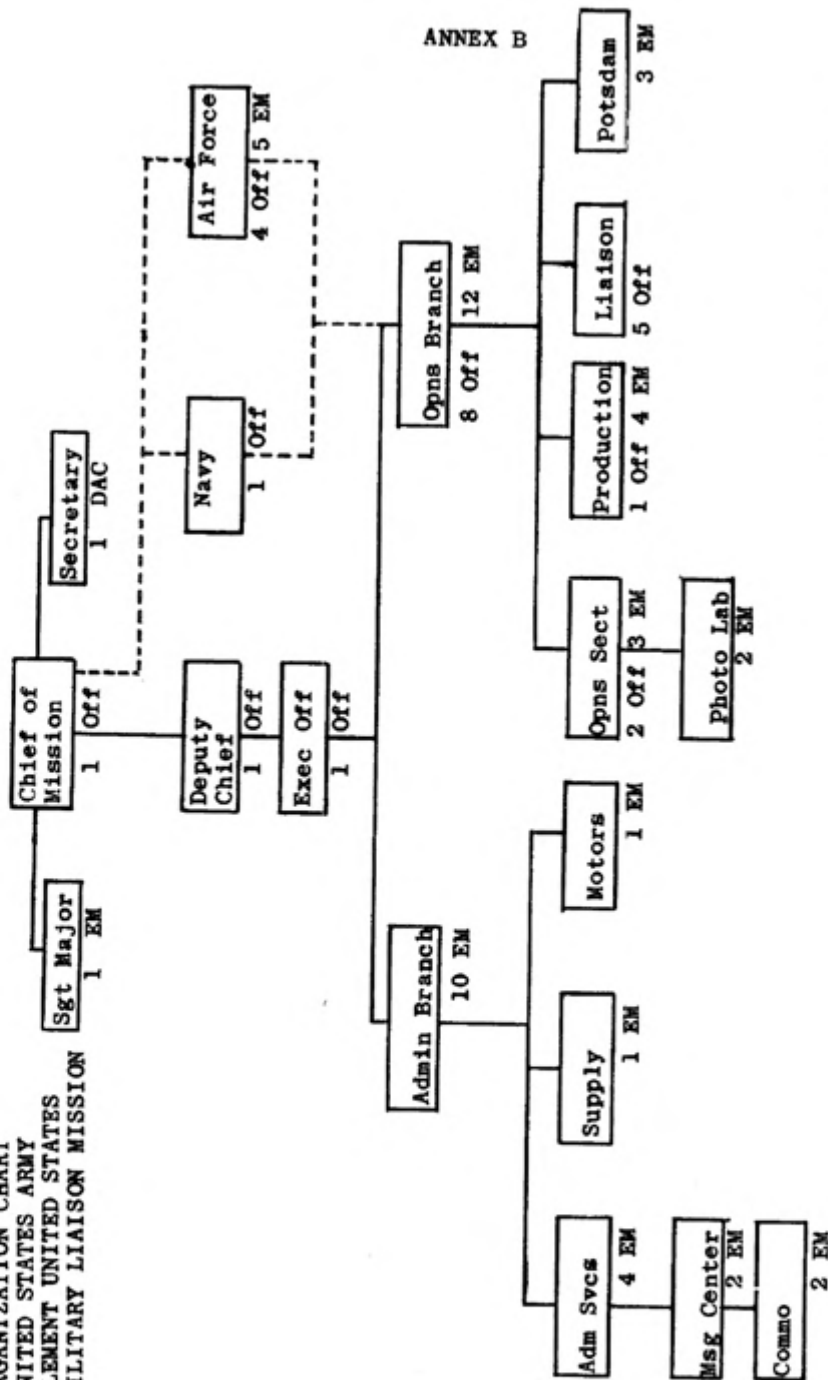 RGANIZATION CHART
NITED STATES ARMY
LEMENT UNITED STATES
ILITARY LIAISON MISSION
ANNEX B
Chief of
Mission
1 Off
Sgt Major
1 EM
Secretary
1 DAC
Deputy
Chief
1 Off
Exec Off
1 Off
Navy
1 Off
Air Force
4 Off 5 EM
Admin Branch
10 EM
Opns Branch
8 Off 12 EM
Adm Svcs
4 EM
Supply
1 EM
Motors
1 EM
Opns Sect
2 Off 3 EM
Production
1 Off 4 EM
Liaison
5 Off
Potsdam
3 EM
Msg Center
2 EM
Commo
2 EM
Photo Lab
2 EM